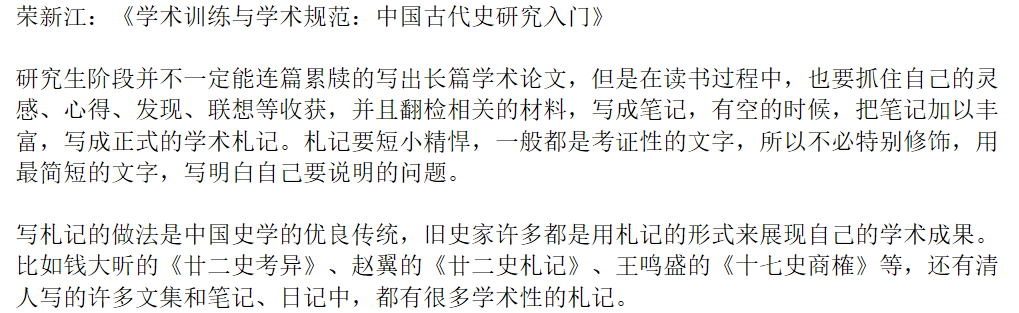 荣新江：《学术训练与学术规范：中国古代史研究入门》
研究生阶段并不一定能连篇累牍的写出长篇学术论文，但是在读书过程中，也要抓住自己的灵
感、心得、发现、联想等收获，并且翻检相关的材料，写成笔记，有空的时候，把笔记加以丰
富，写成正式的学术札记。札记要短小精悍，一般都是考证性的文字，所以不必特别修饰，用
最简短的文字，写明白自己要说明的问题。
写札记的做法是中国史学的优良传统，旧史家许多都是用札记的形式来展现自己的学术成果。
比如钱大昕的《廿二史考异》、赵翼的《廿二史札记》、王鸣盛的《十七史商榷》等，还有清
人写的许多文集和笔记、日记中，都有很多学术性的札记。